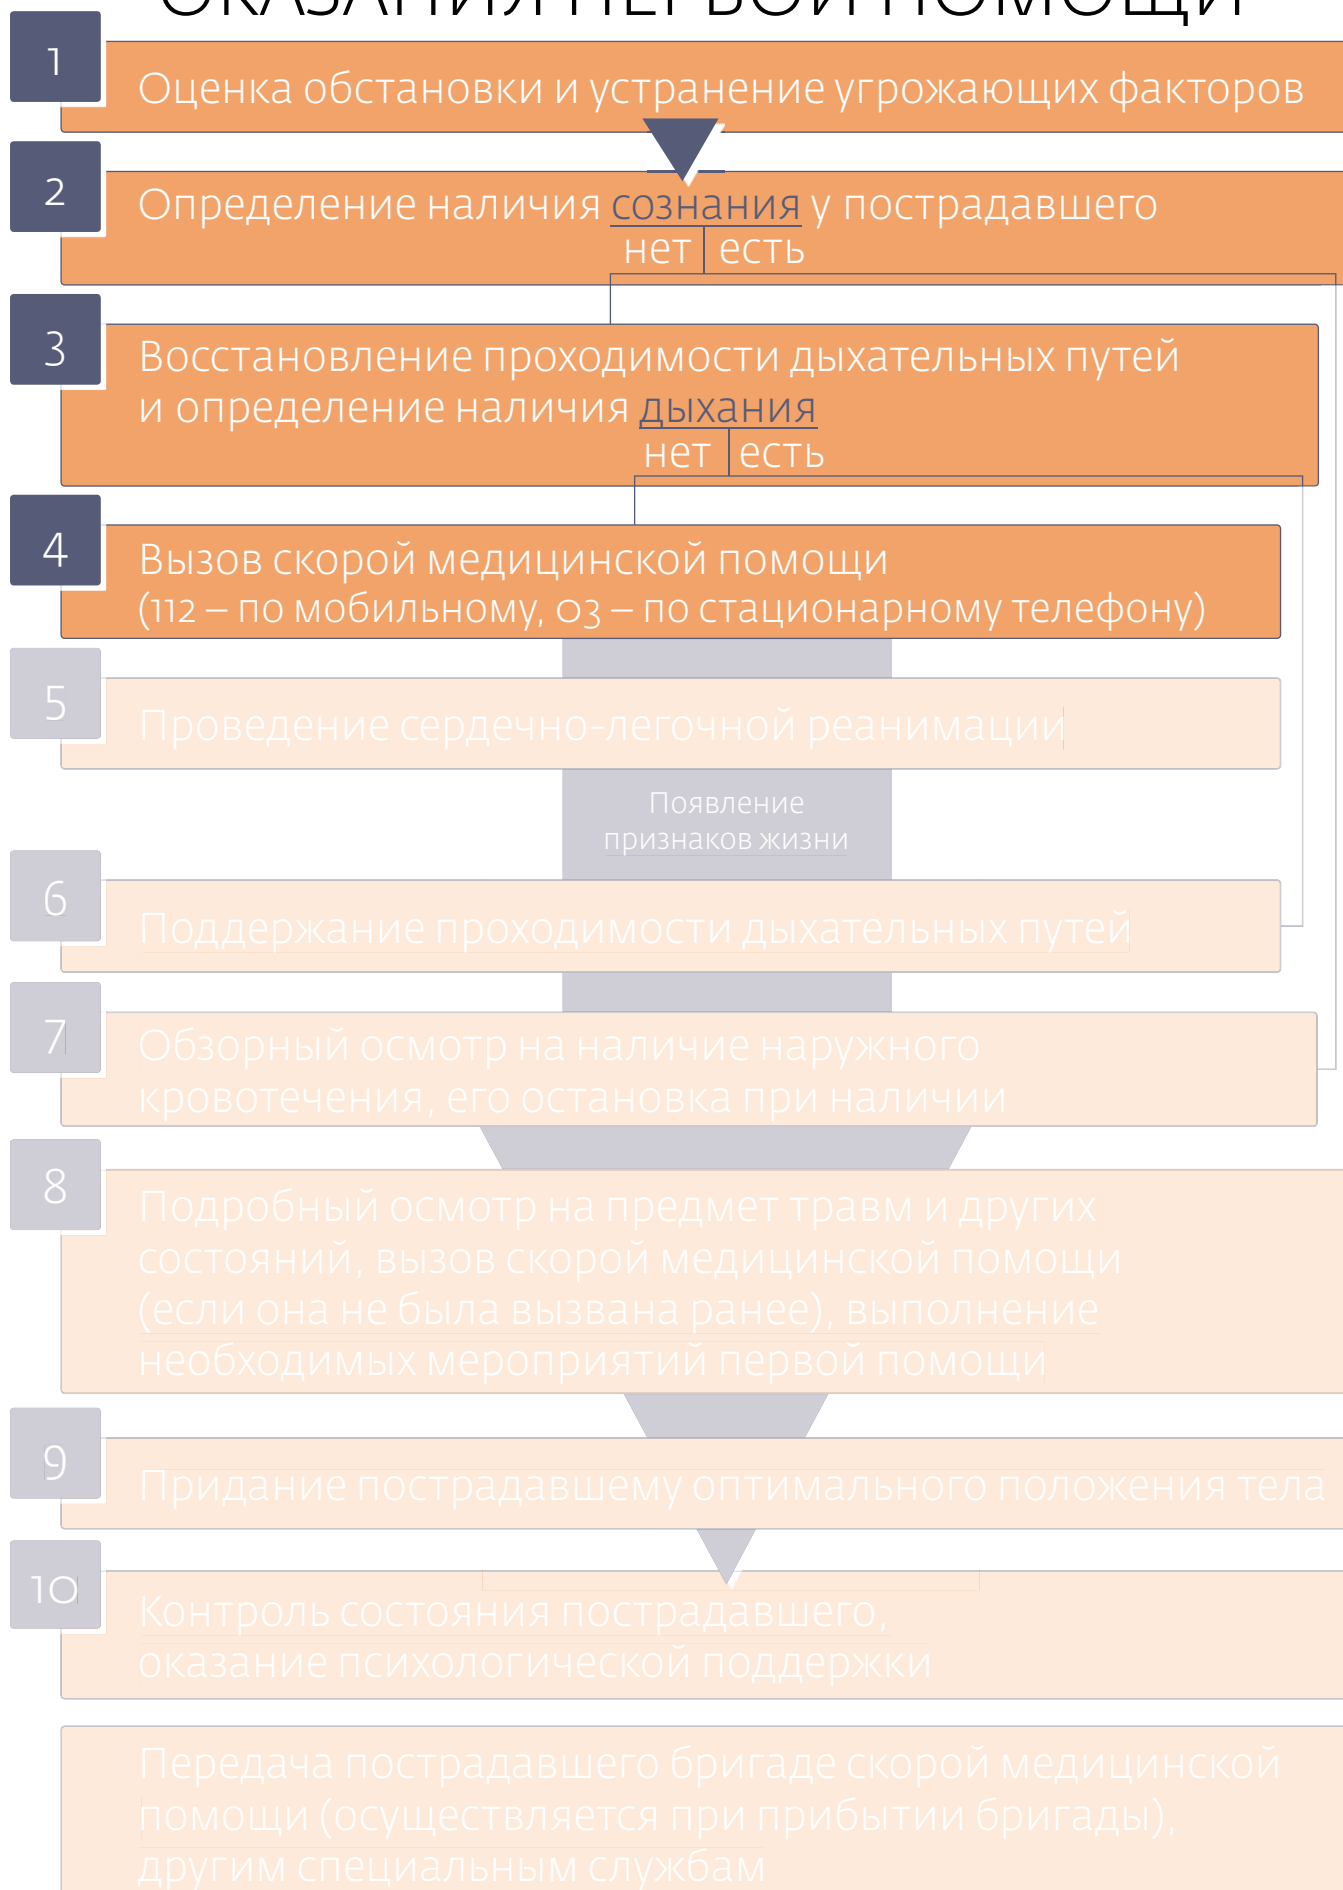 ОКАЗАНИЯ ПЕРВОЙ ПОМОЩИ
1
Оценка обстановки и устранение угрожающих факторов
2
Определение наличия сознания у пострадавшего
нет есть
3
Восстановление проходимости дыхательных путей
и определение наличия дыхания
нет есть
4
Вызов скорой медицинской помощи
(112 – по мобильному, 03 – по стационарному телефону)
5
Проведение сердечно-легочной реанимации
Появление
признаков жизни
6
Поддержание проходимости дыхательных путей
7
Обзорный осмотр на наличие наружного
кровотечения, его остановка при наличии
8
Подробный осмотр на предмет травм и других
состояний, вызов скорой медицинской помощи
(если она не была вызвана ранее), выполнение
необходимых мероприятий первой помощи
9
Придание пострадавшему оптимального положения тела
10
Контроль состояния пострадавшего,
оказание психологической поддержки
Передача пострадавшего бригаде скорой медицинской
помощи (осуществляется при прибытии бригады),
другим специальным службам